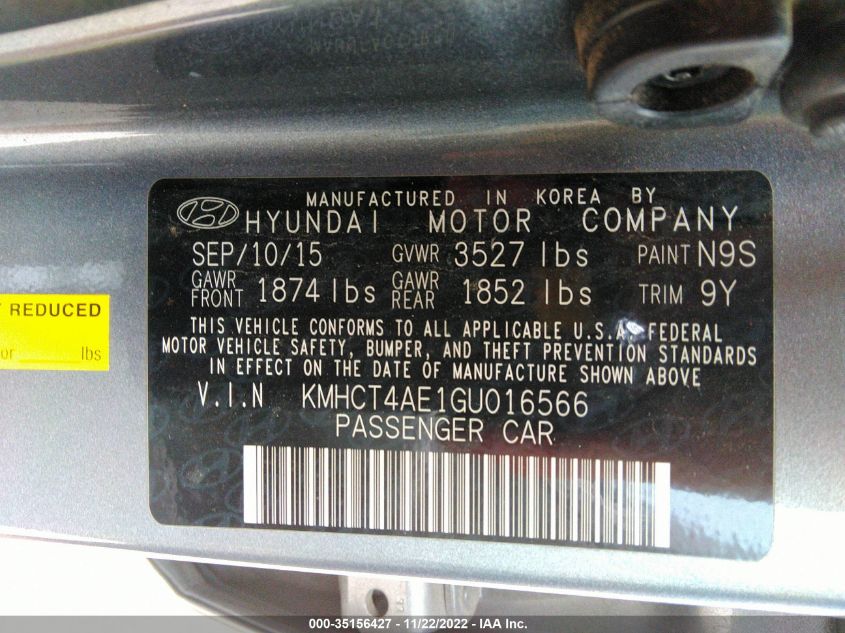 MANUFACTURED IN KOREA BY
HYUNDAI MOTOR COMPANY
SEP/10/15 GVWR 3527 lbs PAINT N9S
GAWR FRONT 1874 lbs GAWR REAR 1852 lbs TRIM 9Y
THIS VEHICLE CONFORMS TO ALL APPLICABLE U.S.A. FEDERAL
MOTOR VEHICLE SAFETY, BUMPER, AND THEFT PREVENTION STANDARDS
IN EFFECT ON THE DATE OF MANUFACTURE SHOWN ABOVE
V.I.N KMHCT4AE1GU016566
PASSENGER CAR
REDUCED
or lbs
000-35156427 - 11/22/2022 - IAA Inc.